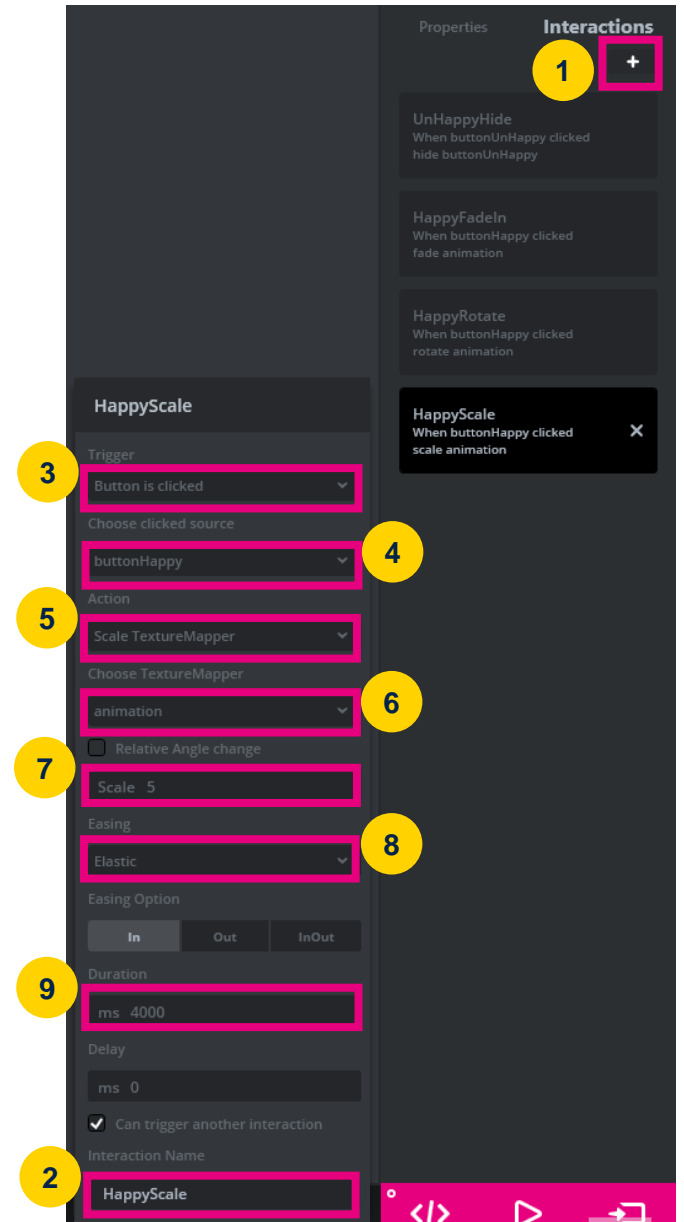 Properties
Interactions
1
+
UnHappyHide
When buttonUnHappy clicked
hide buttonUnHappy
HappyFadeIn
When buttonHappy clicked
fade animation
HappyRotate
When buttonHappy clicked
rotate animation
HappyScale
When buttonHappy clicked
scale animation
HappyScale
Trigger
3
Button is clicked
Choose clicked source
4
buttonHappy
Action
5
Scale TextureMapper
Choose TextureMapper
6
animation
Relative Angle change
7
Scale 5
Easing
8
Elastic
Easing Option
In Out InOut
Duration
9
ms 4000
Delay
ms 0
Can trigger another interaction
Interaction Name
2
HappyScale